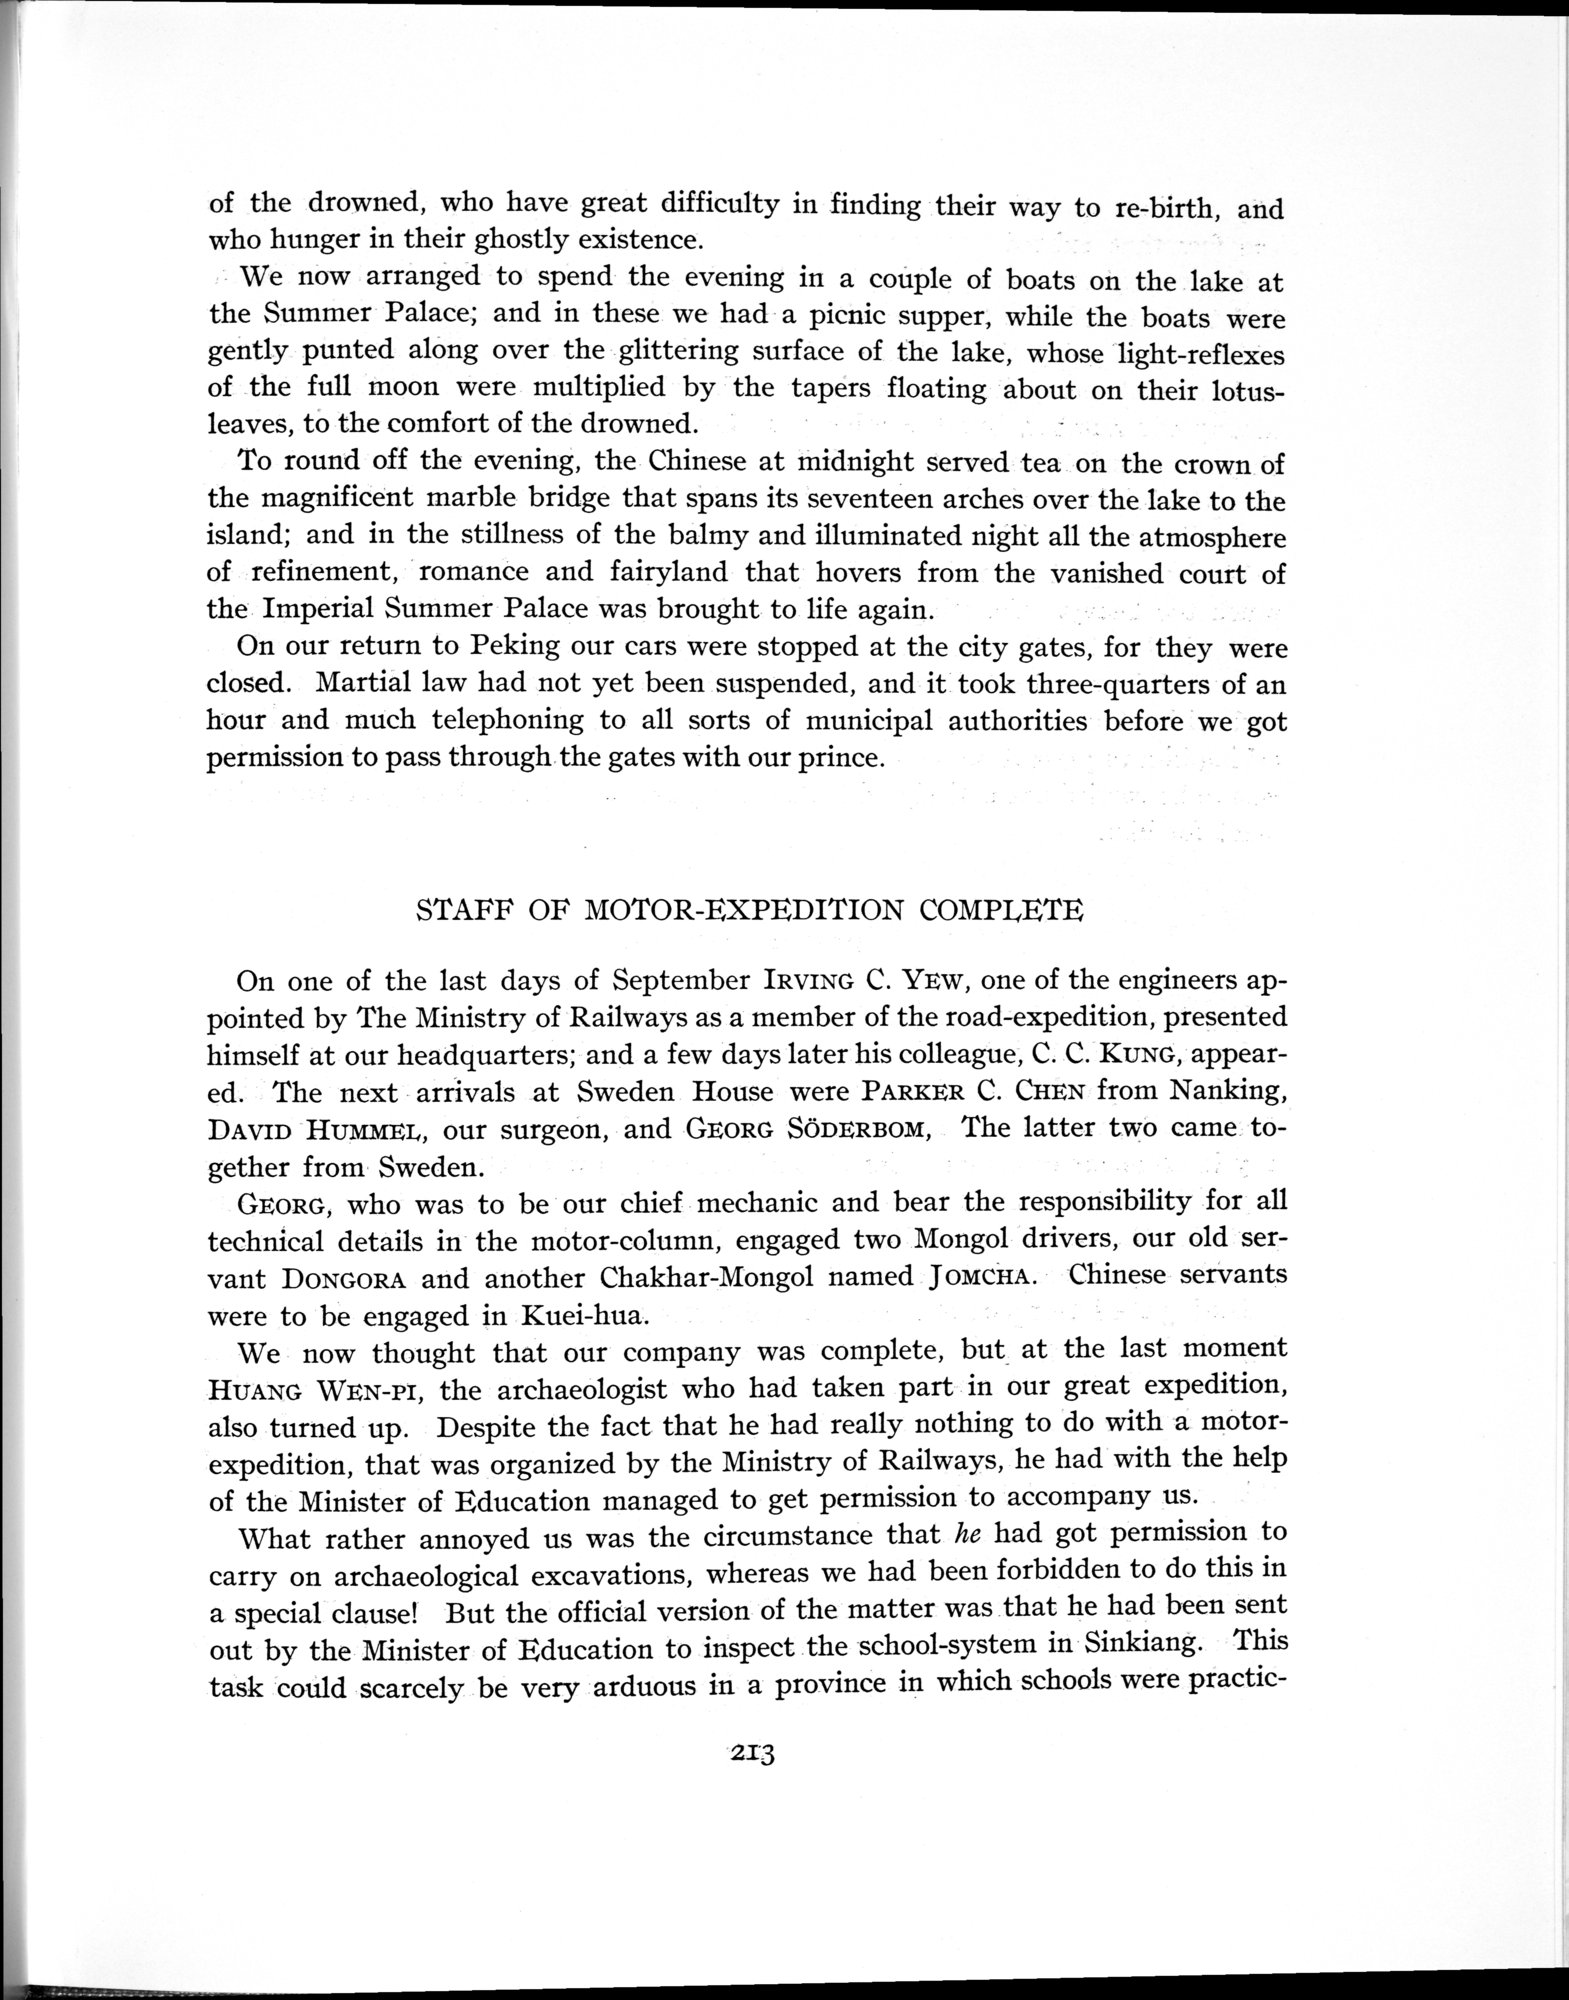 of the drowned, who have great difficulty in finding their way to re-birth, and
who hunger in their ghostly existence.
We now arranged to spend the evening in a couple of boats on the lake at
the Summer Palace; and in these we had a picnic supper, while the boats were
gently punted along over the glittering surface of the lake, whose light-reflexes
of the full moon were multiplied by the tapers floating about on their lotus-
leaves, to the comfort of the drowned.
To round off the evening, the Chinese at midnight served tea on the crown of
the magnificent marble bridge that spans its seventeen arches over the lake to the
island; and in the stillness of the balmy and illuminated night all the atmosphere
of refinement, romance and fairyland that hovers from the vanished court of
the Imperial Summer Palace was brought to life again.
On our return to Peking our cars were stopped at the city gates, for they were
closed. Martial law had not yet been suspended, and it took three-quarters of an
hour and much telephoning to all sorts of municipal authorities before we got
permission to pass through the gates with our prince.
STAFF OF MOTOR-EXPEDITION COMPLETE
On one of the last days of September IRVING C. YEW, one of the engineers ap-
pointed by The Ministry of Railways as a member of the road-expedition, presented
himself at our headquarters; and a few days later his colleague, C. C. KUNG, appear-
ed. The next arrivals at Sweden House were PARKER C. CHEN from Nanking,
DAVID HUMMEL, our surgeon, and GEORG SÖDERBOM, The latter two came to-
gether from Sweden.
GEORG, who was to be our chief mechanic and bear the responsibility for all
technical details in the motor-column, engaged two Mongol drivers, our old ser-
vant DONGORA and another Chakhar-Mongol named JOMCHA. Chinese servants
were to be engaged in Kuei-hua.
We now thought that our company was complete, but at the last moment
HUANG WEN-PI, the archaeologist who had taken part in our great expedition,
also turned up. Despite the fact that he had really nothing to do with a motor-
expedition, that was organized by the Ministry of Railways, he had with the help
of the Minister of Education managed to get permission to accompany us.
What rather annoyed us was the circumstance that he had got permission to
carry on archaeological excavations, whereas we had been forbidden to do this in
a special clause! But the official version of the matter was that he had been sent
out by the Minister of Education to inspect the school-system in Sinkiang. This
task could scarcely be very arduous in a province in which schools were practic-
213